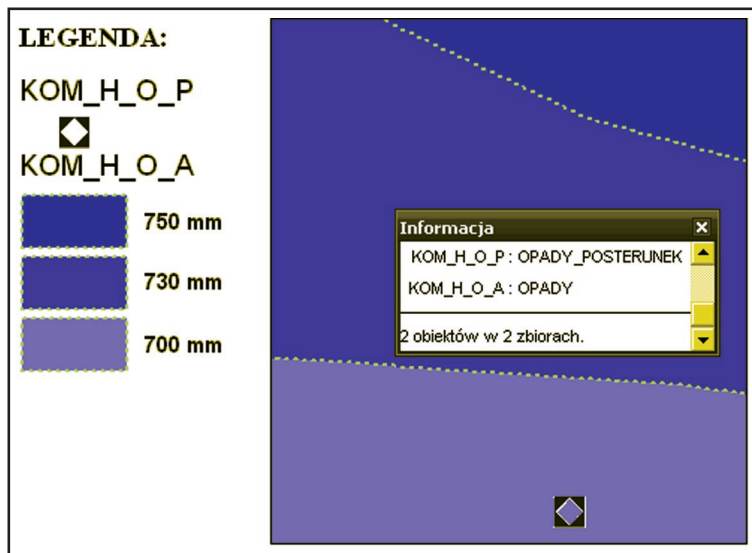 LEGENDA:
KOM_H_O_P
KOM_H_O_A
750 mm
730 mm
700 mm
Informacja
KOM_H_O_P : OPADY_POSTERUNEK
KOM_H_O_A : OPADY
2 obiektów w 2 zbiorach.